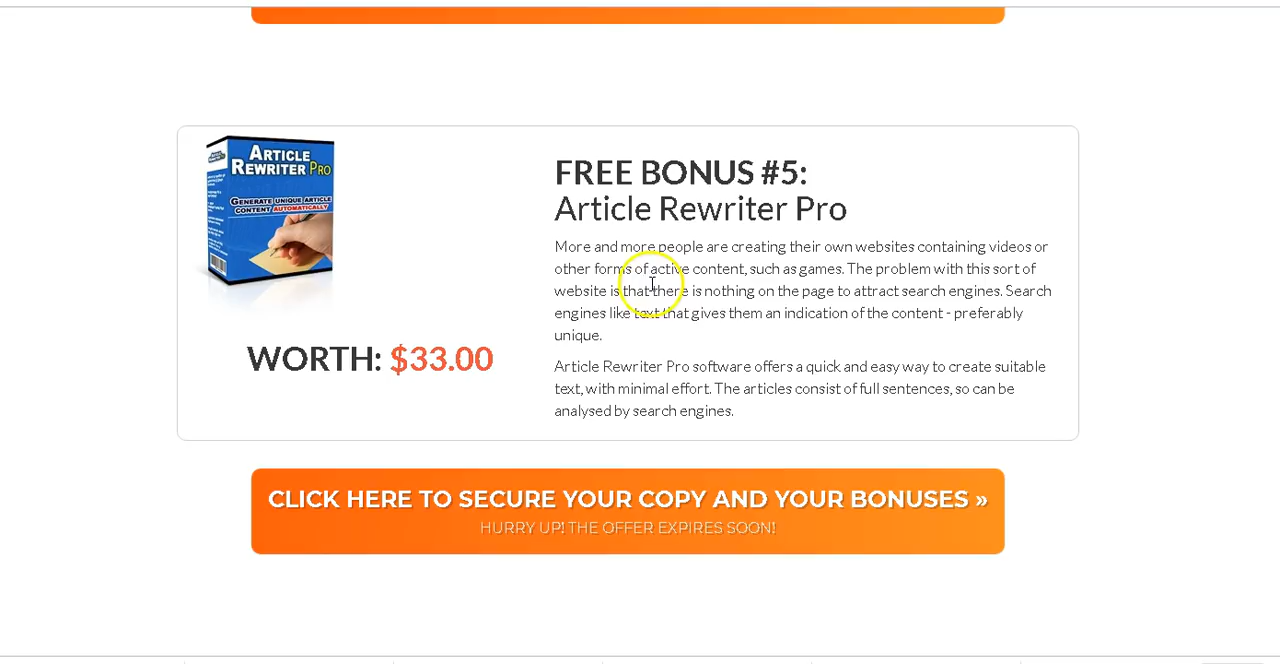 ARTICLE
REWRITER PRO
GENERATE UNIQUE ARTICLE
CONTENT AUTOMATICALLY
WORTH: $33.00
FREE BONUS #5:
Article Rewriter Pro
More and more people are creating their own websites containing videos or
other forms of active content, such as games. The problem with this sort of
website is that there is nothing on the page to attract search engines. Search
engines like text that gives them an indication of the content - preferably
unique.
Article Rewriter Pro software offers a quick and easy way to create suitable
text, with minimal effort. The articles consist of full sentences, so can be
analysed by search engines.
CLICK HERE TO SECURE YOUR COPY AND YOUR BONUSES »
HURRY UP! THE OFFER EXPIRES SOON!